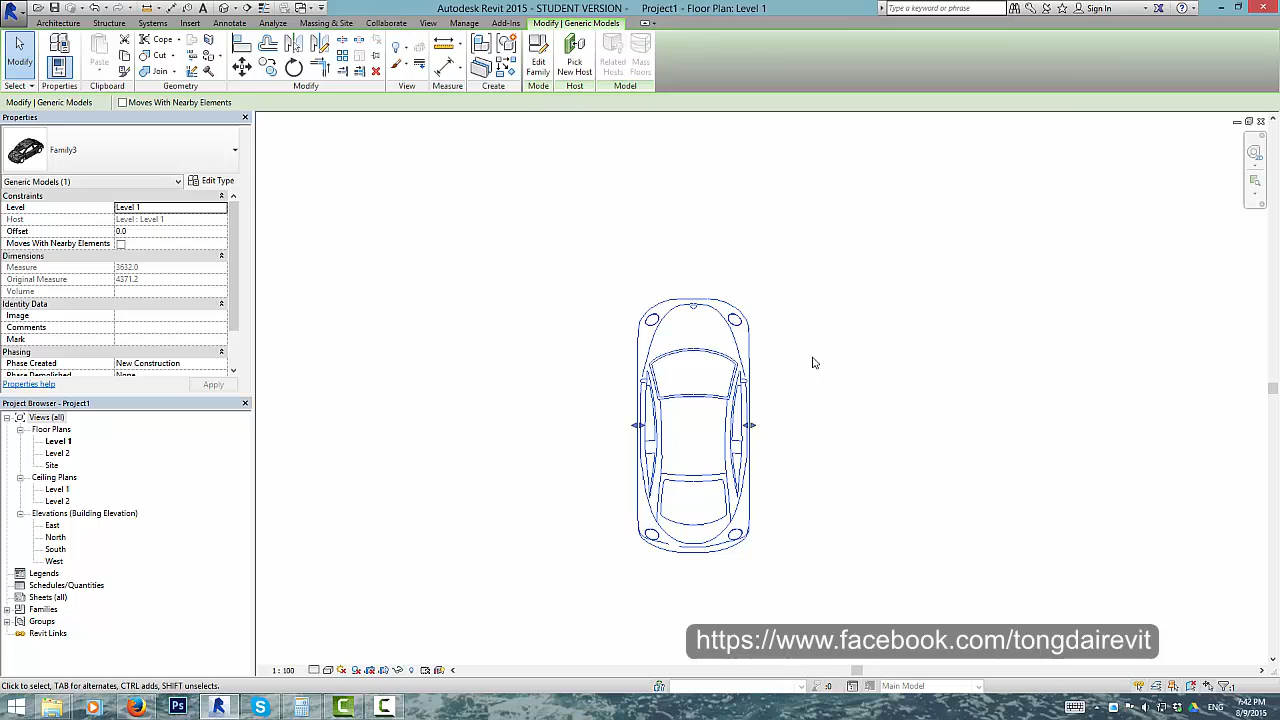 Autodesk Revit 2015 - STUDENT VERSION - Project1 - Floor Plan: Level 1
Type a keyword or phrase
Sign In
Architecture Structure Systems Insert Annotate Analyze Massing & Site Collaborate View Manage Add-Ins Modify | Generic Models
Modify
Paste
Cope
Cut
Join
Edit Family
Pick New Host
Related Hosts
Mass Floors
Select Properties Clipboard Geometry Modify View Measure Create Mode Host Model
Modify | Generic Models Moves With Nearby Elements
Properties
Family3
Generic Models (1) Edit Type
Constraints
Level Level 1
Host Level : Level 1
Offset 0.0
Moves With Nearby Elements
Dimensions
Measure 3632.0
Original Measure 4371.2
Volume
Identity Data
Image
Comments
Mark
Phasing
Phase Created New Construction
Phase Demolished None
Properties help Apply
Project Browser - Project1
Views (all)
Floor Plans
Level 1
Level 2
Site
Ceiling Plans
Level 1
Level 2
Elevations (Building Elevation)
East
North
South
West
Legends
Schedules/Quantities
Sheets (all)
Families
Groups
Revit Links
https://www.facebook.com/tongdairevit
1 : 100
Click to select, TAB for alternates, CTRL adds, SHIFT unselects.
:0 Main Model :1
7:42 PM
8/9/2015